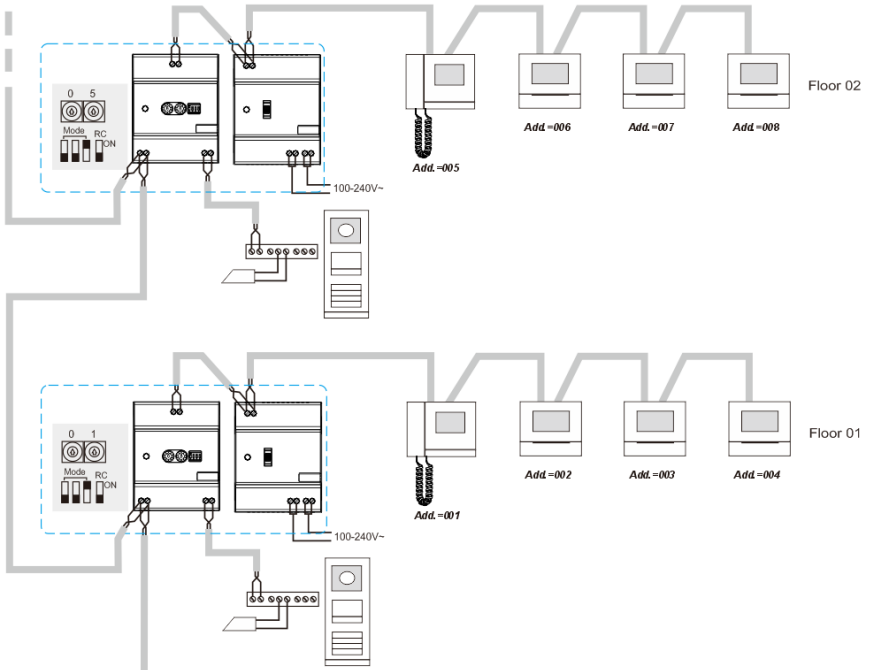 0 5
Mode RC
ON
100-240V~
Add.=005
Add.=006
Add.=007
Add.=008
Floor 02
0 1
Mode RC
ON
100-240V~
Add.=001
Add.=002
Add.=003
Add.=004
Floor 01